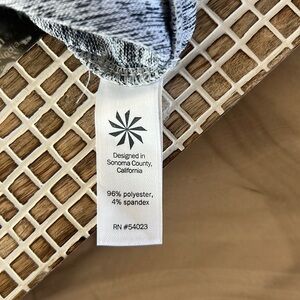 Designed in
Sonoma County,
California
96% polyester,
4% spandex
RN #54023